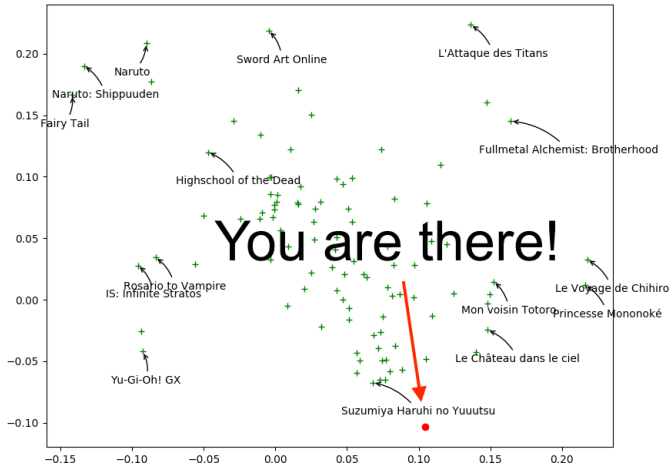 0.20
0.15
0.10
0.05
0.00
−0.05
−0.10
−0.15
−0.10
−0.05
0.00
0.05
0.10
0.15
0.20
L'Attaque des Titans
Sword Art Online
Naruto
Naruto: Shippuuden
Fairy Tail
Fullmetal Alchemist: Brotherhood
Highschool of the Dead
You are there!
Rosario to Vampire
IS: Infinite Stratos
Le Voyage de Chihiro
Mon voisin Totoro
Princesse Mononoké
Le Château dans le ciel
Yu-Gi-Oh! GX
Suzumiya Haruhi no Yuuutsu